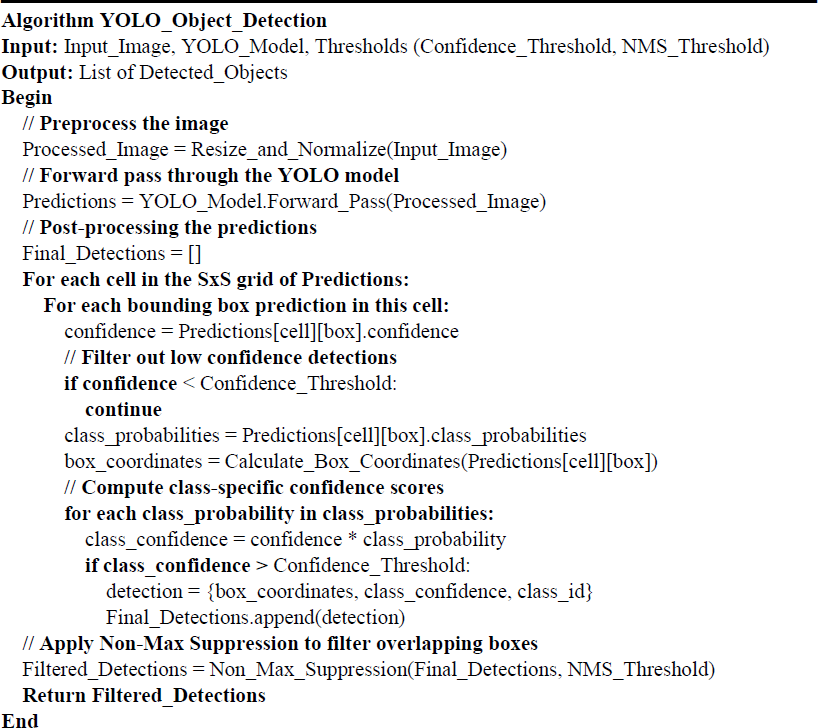 Algorithm YOLO_Object_Detection
Input: Input_Image, YOLO_Model, Thresholds (Confidence_Threshold, NMS_Threshold)
Output: List of Detected_Objects
Begin
// Preprocess the image
Processed_Image = Resize_and_Normalize(Input_Image)
// Forward pass through the YOLO model
Predictions = YOLO_Model.Forward_Pass(Processed_Image)
// Post-processing the predictions
Final_Detections = []
For each cell in the SxS grid of Predictions:
For each bounding box prediction in this cell:
confidence = Predictions[cell][box].confidence
// Filter out low confidence detections
if confidence < Confidence_Threshold:
continue
class_probabilities = Predictions[cell][box].class_probabilities
box_coordinates = Calculate_Box_Coordinates(Predictions[cell][box])
// Compute class-specific confidence scores
for each class_probability in class_probabilities:
class_confidence = confidence * class_probability
if class_confidence > Confidence_Threshold:
detection = {box_coordinates, class_confidence, class_id}
Final_Detections.append(detection)
// Apply Non-Max Suppression to filter overlapping boxes
Filtered_Detections = Non_Max_Suppression(Final_Detections, NMS_Threshold)
Return Filtered_Detections
End